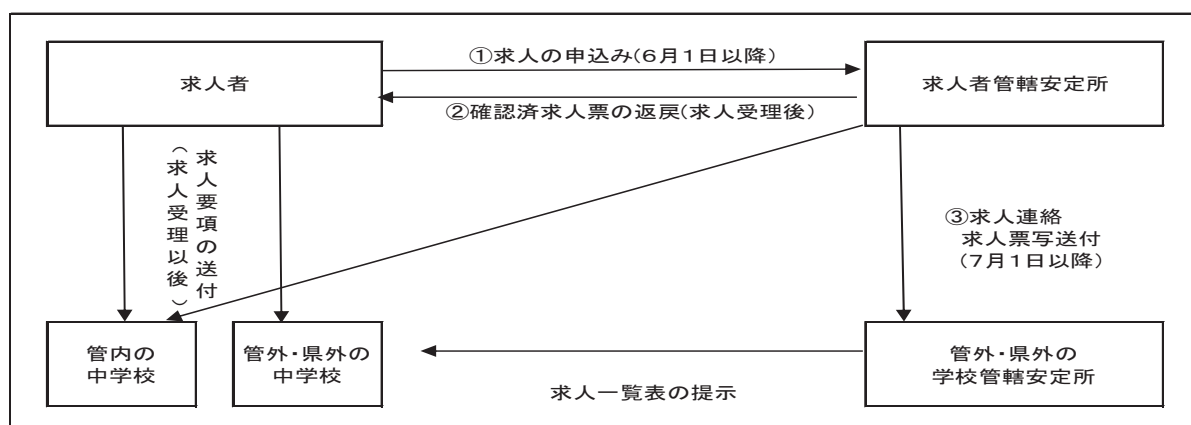 ①求人の申込み(6月1日以降)
求人者
求人者管轄安定所
②確認済求人票の返戻(求人受理後)
求人要項の送付
（求人受理以後）
③求人連絡
求人票写送付
(7月1日以降)
管内の
中学校
管外・県外の
中学校
管外・県外の
学校管轄安定所
求人一覧表の提示